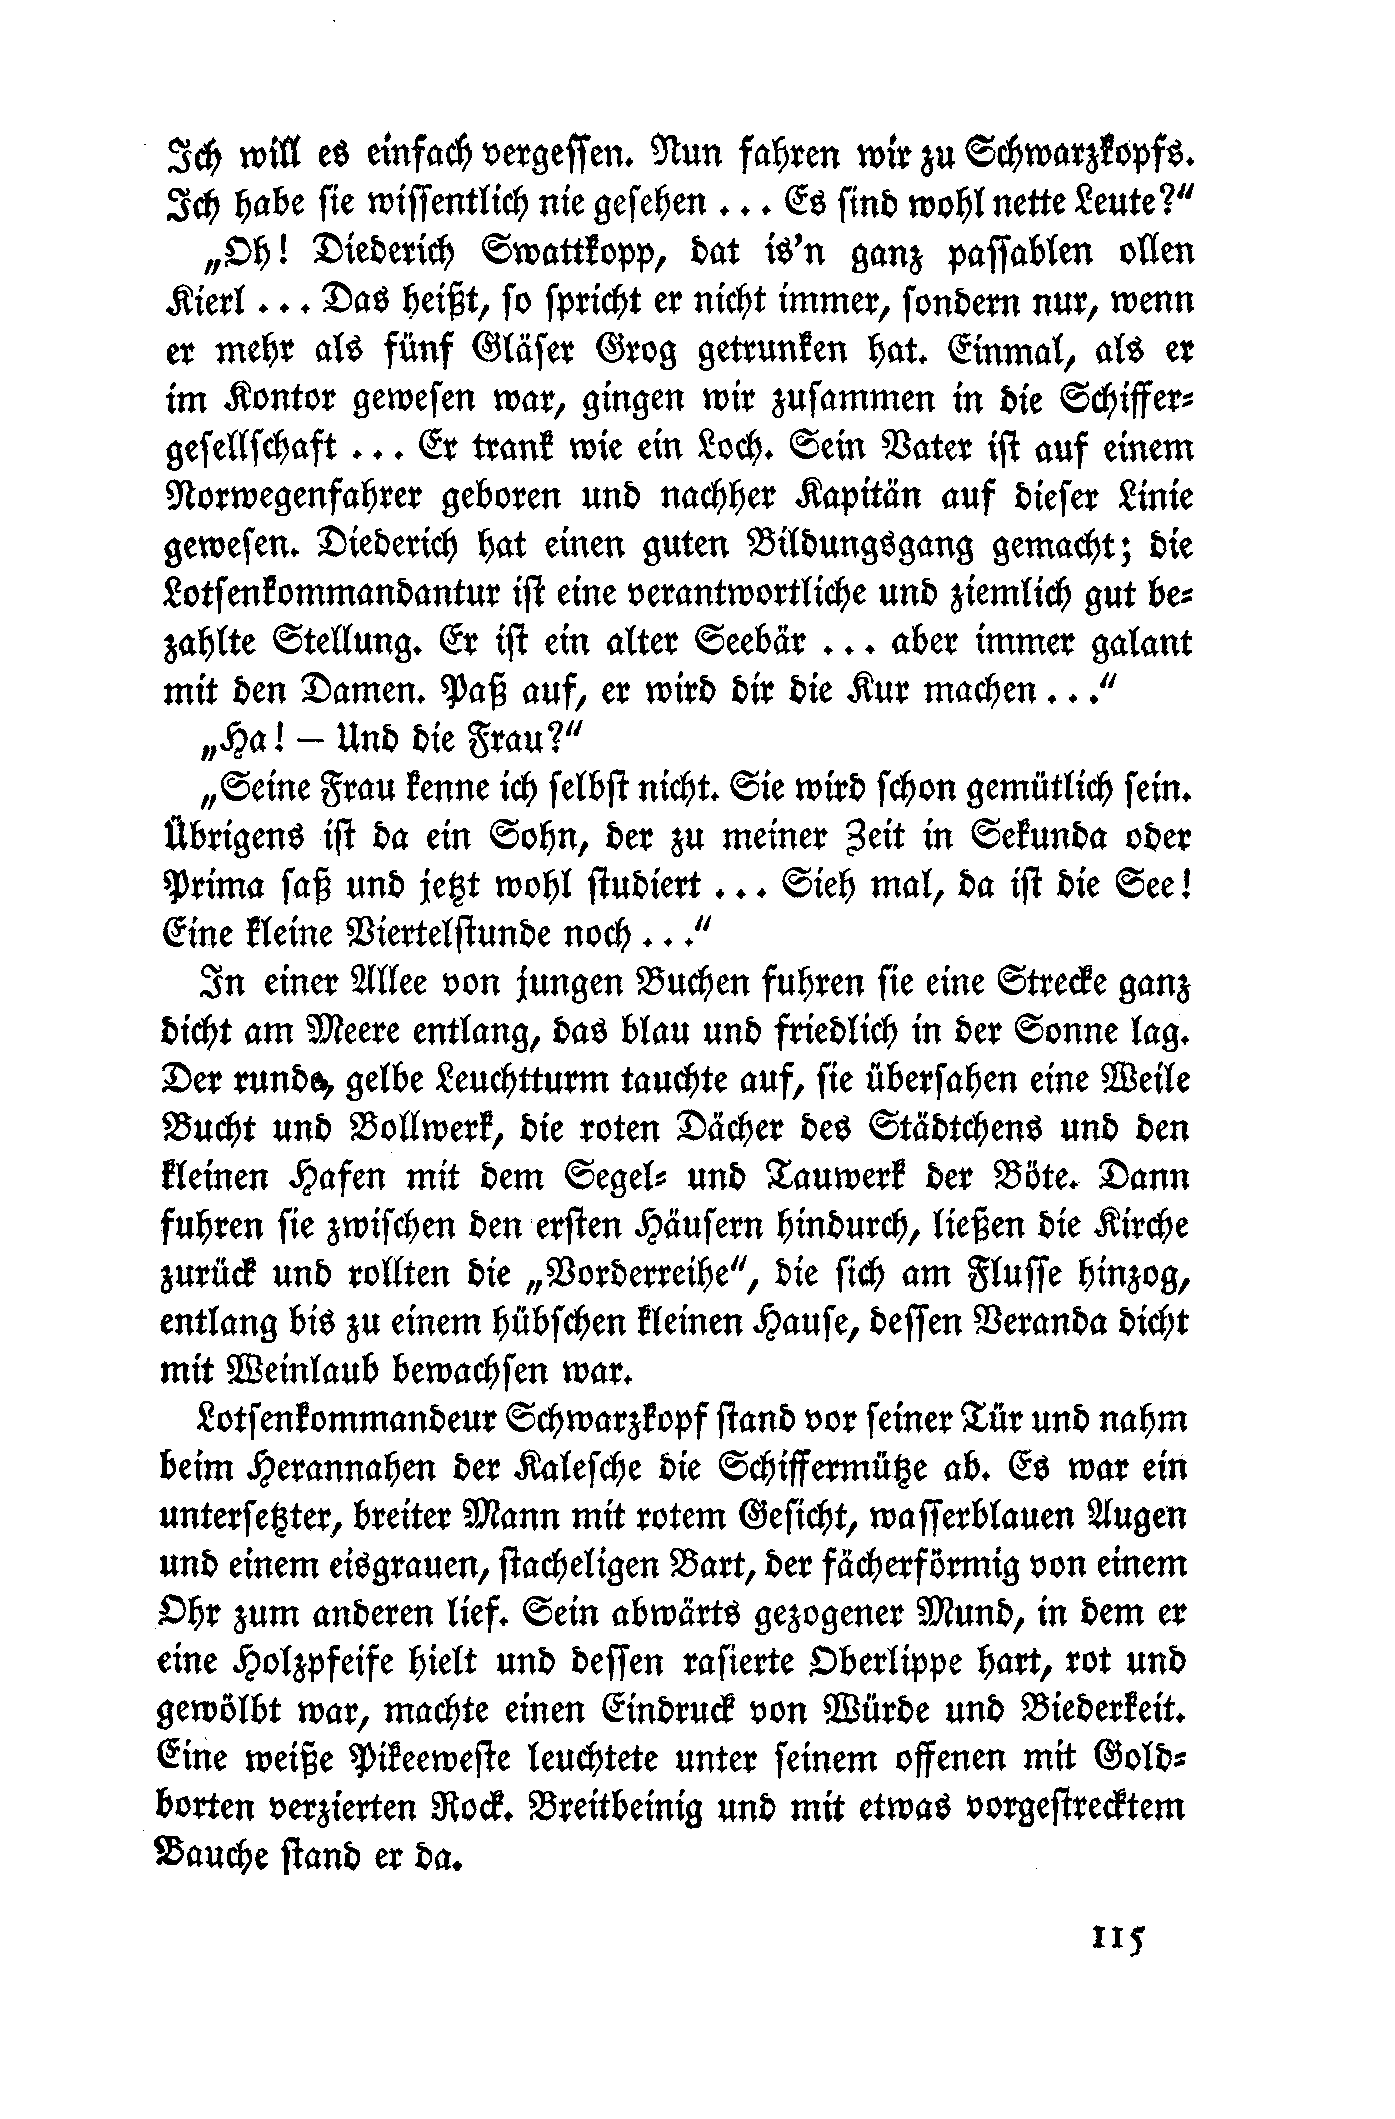 Ich will es einfach vergessen. Nun fahren wir zu Schwarzkopfs.
Ich habe sie wissentlich nie gesehen ... Es sind wohl nette Leute?“
„Oh! Diederich Swattkopp, dat is’n ganz passablen ollen
Kierl ... Das heißt, so spricht er nicht immer, sondern nur, wenn
er mehr als fünf Gläser Grog getrunken hat. Einmal, als er
im Kontor gewesen war, gingen wir zusammen in die Schiffer-
gesellschaft ... Er trank wie ein Loch. Sein Vater ist auf einem
Norwegenfahrer geboren und nachher Kapitän auf dieser Linie
gewesen. Diederich hat einen guten Bildungsgang gemacht; die
Lotsenkommandantur ist eine verantwortliche und ziemlich gut be-
zahlte Stellung. Er ist ein alter Seebär ... aber immer galant
mit den Damen. Paß auf, er wird dir die Kur machen ...“
„Ha! — Und die Frau?“
„Seine Frau kenne ich selbst nicht. Sie wird schon gemütlich sein.
Übrigens ist da ein Sohn, der zu meiner Zeit in Sekunda oder
Prima saß und jetzt wohl studiert ... Sieh mal, da ist die See!
Eine kleine Viertelstunde noch ...“
In einer Allee von jungen Buchen fuhren sie eine Strecke ganz
dicht am Meere entlang, das blau und friedlich in der Sonne lag.
Der runde, gelbe Leuchtturm tauchte auf, sie übersahen eine Weile
Bucht und Bollwerk, die roten Dächer des Städtchens und den
kleinen Hafen mit dem Segel- und Tauwerk der Böte. Dann
fuhren sie zwischen den ersten Häusern hindurch, ließen die Kirche
zurück und rollten die „Vorderreihe“, die sich am Flusse hinzog,
entlang bis zu einem hübschen kleinen Hause, dessen Veranda dicht
mit Weinlaub bewachsen war.
Lotsenkommandeur Schwarzkopf stand vor seiner Tür und nahm
beim Herannahen der Kalesche die Schiffermütze ab. Es war ein
untersetzter, breiter Mann mit rotem Gesicht, wasserblauen Augen
und einem eisgrauen, stacheligen Bart, der fächerförmig von einem
Ohr zum anderen lief. Sein abwärts gezogener Mund, in dem er
eine Holzpfeife hielt und dessen rasierte Oberlippe hart, rot und
gewölbt war, machte einen Eindruck von Würde und Biederkeit.
Eine weiße Pikeeweste leuchtete unter seinem offenen mit Gold-
borten verzierten Rock. Breitbeinig und mit etwas vorgestrecktem
Bauche stand er da.
115